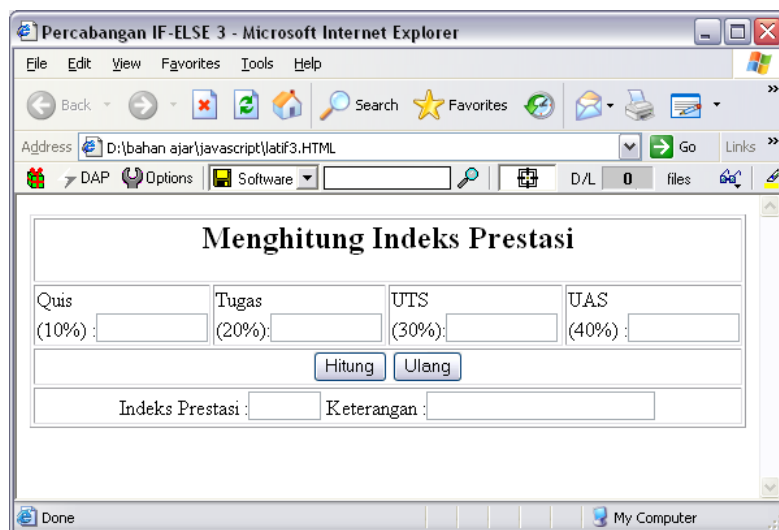 Percabangan IF-ELSE 3 - Microsoft Internet Explorer
File Edit View Favorites Tools Help
Back Search Favorites »
Address D:\bahan ajar\javascript\latif3.HTML Go Links »
DAP Options Software D/L 0 files
Menghitung Indeks Prestasi
Quis Tugas UTS UAS
(10%) : (20%): (30%): (40%) :
Hitung Ulang
Indeks Prestasi : Keterangan :
Done My Computer